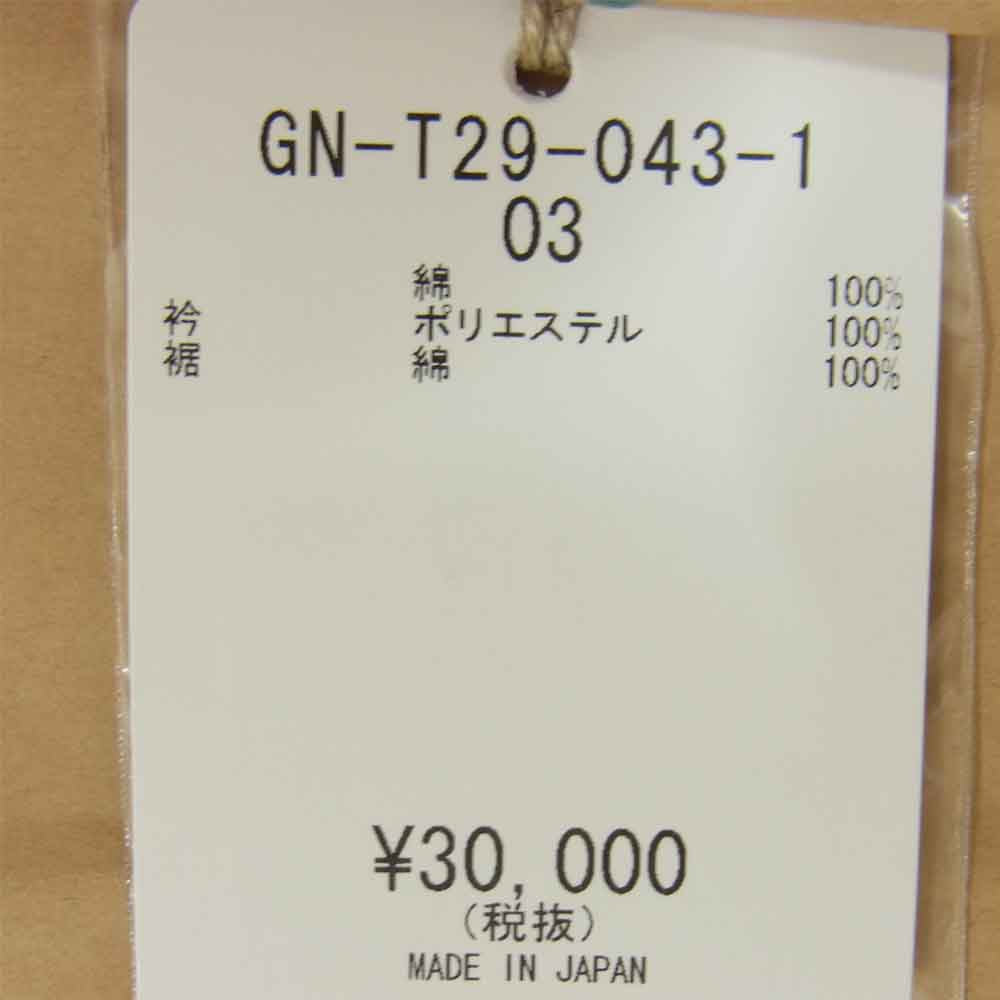 GN-T29-043-1
03
綿 100%
衿 ポリエステル 100%
裾 綿 100%
¥30,000
(税抜)
MADE IN JAPAN